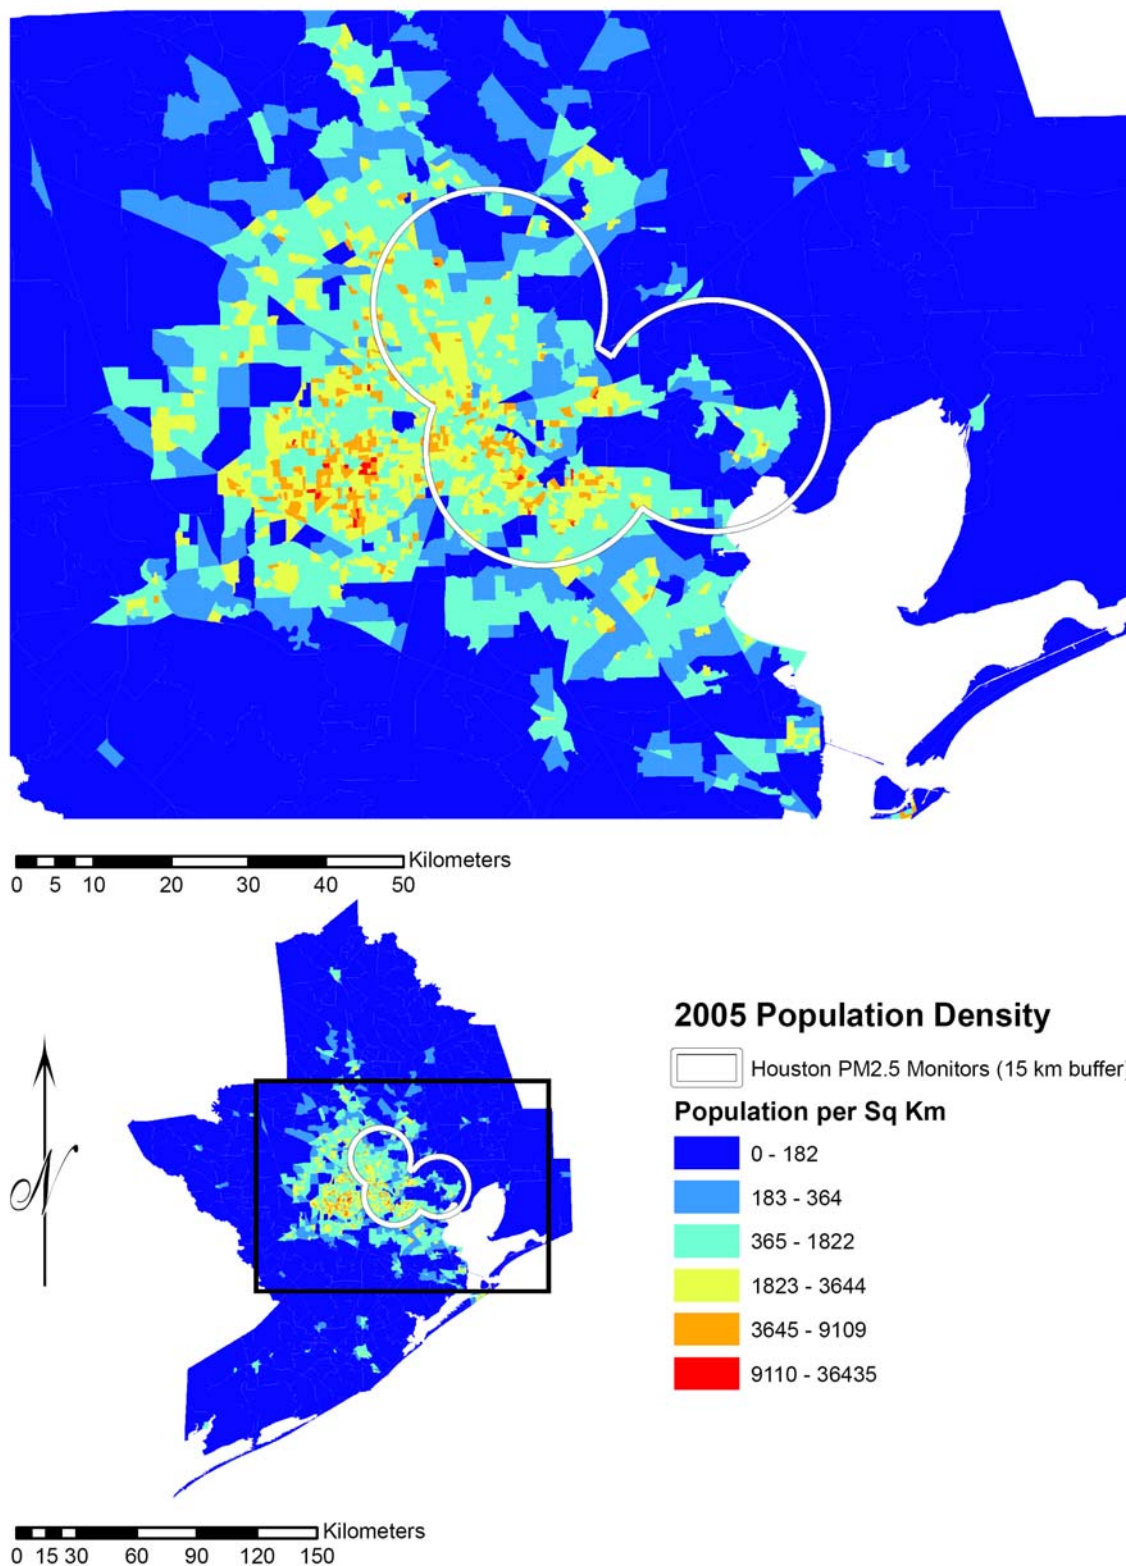 Kilometers
0 5 10 20 30 40 50
N
2005 Population Density
Houston PM2.5 Monitors (15 km buffer)
Population per Sq Km
0 - 182
183 - 364
365 - 1822
1823 - 3644
3645 - 9109
9110 - 36435
Kilometers
0 15 30 60 90 120 150